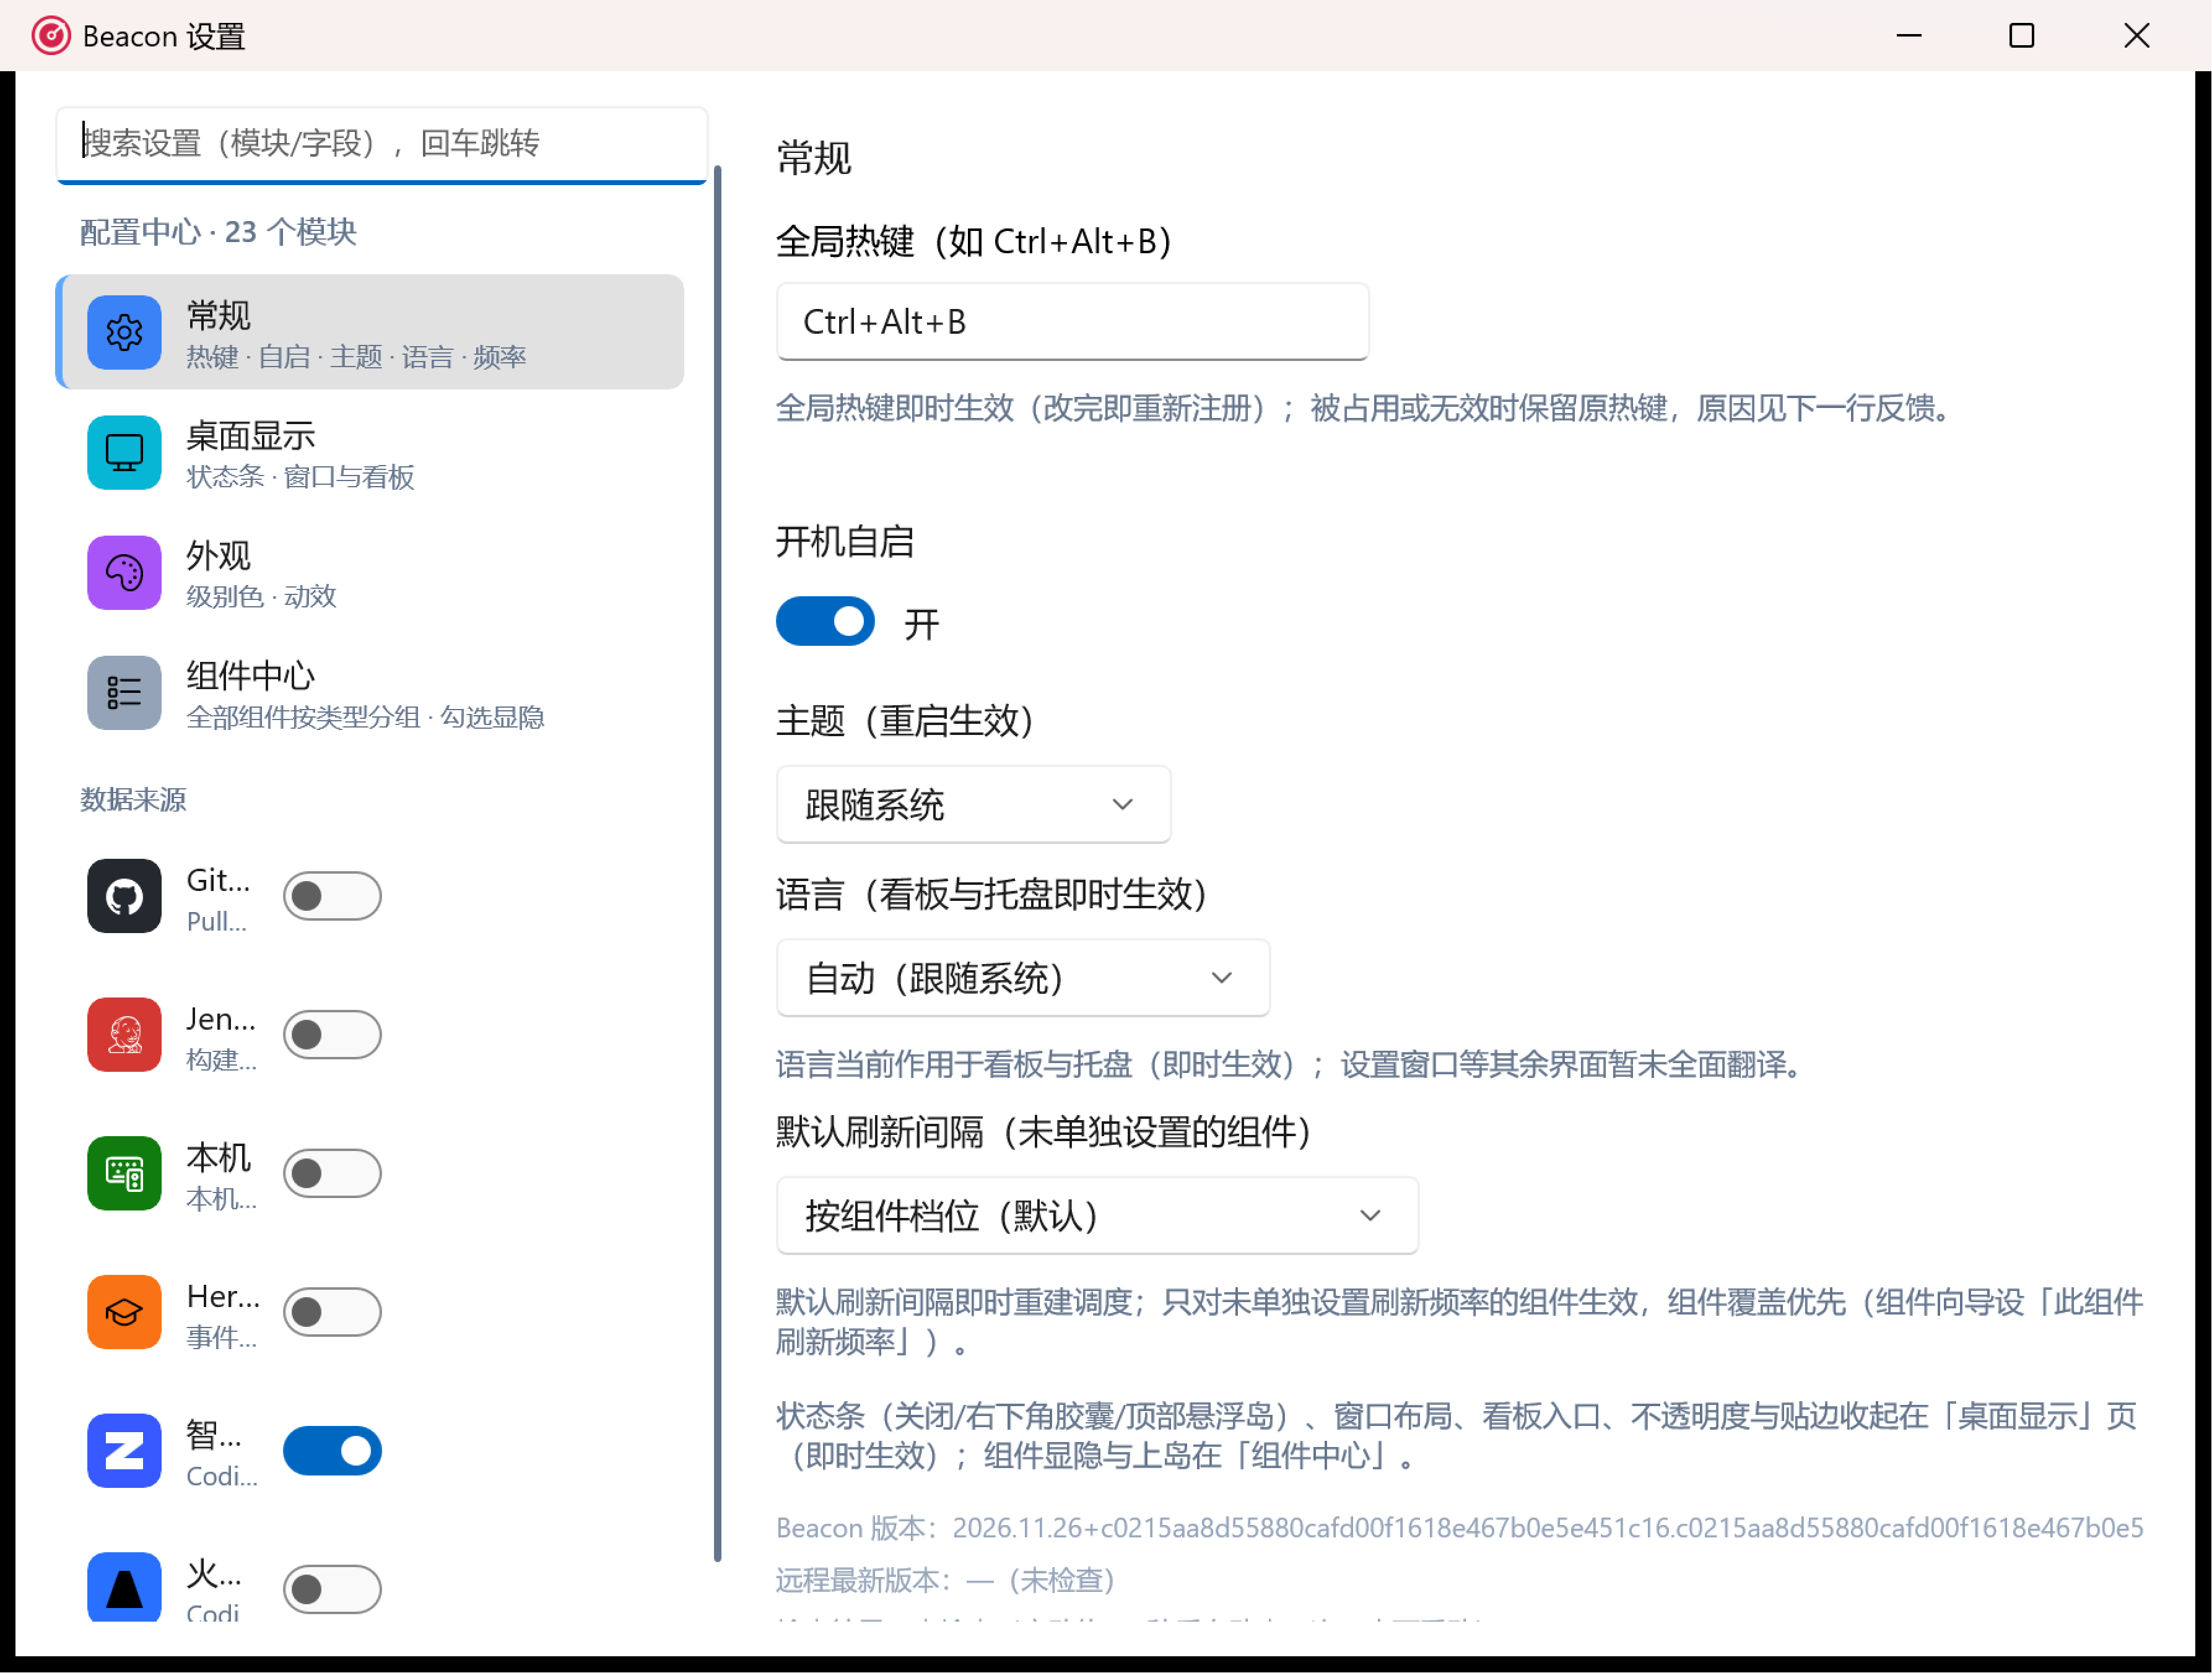 Beacon 设置
搜索设置（模块/字段），回车跳转
配置中心 · 23 个模块
常规
热键 · 自启 · 主题 · 语言 · 频率
桌面显示
状态条 · 窗口与看板
外观
级别色 · 动效
组件中心
全部组件按类型分组 · 勾选显隐
数据来源
Git...
Pull...
Jen...
构建...
本机
本机...
Her...
事件...
智...
Codi...
火...
Codi
常规
全局热键（如 Ctrl+Alt+B）
Ctrl+Alt+B
全局热键即时生效（改完即重新注册）；被占用或无效时保留原热键，原因见下一行反馈。
开机自启
开
主题（重启生效）
跟随系统
语言（看板与托盘即时生效）
自动（跟随系统）
语言当前作用于看板与托盘（即时生效）；设置窗口等其余界面暂未全面翻译。
默认刷新间隔（未单独设置的组件）
按组件档位（默认）
默认刷新间隔即时重建调度；只对未单独设置刷新频率的组件生效，组件覆盖优先（组件向导设「此组件
刷新频率」）。
状态条（关闭/右下角胶囊/顶部悬浮岛）、窗口布局、看板入口、不透明度与贴边收起在「桌面显示」页
（即时生效）；组件显隐与上岛在「组件中心」。
Beacon 版本：2026.11.26+c0215aa8d55880cafd00f1618e467b0e5e451c16.c0215aa8d55880cafd00f1618e467b0e5
远程最新版本：—（未检查）